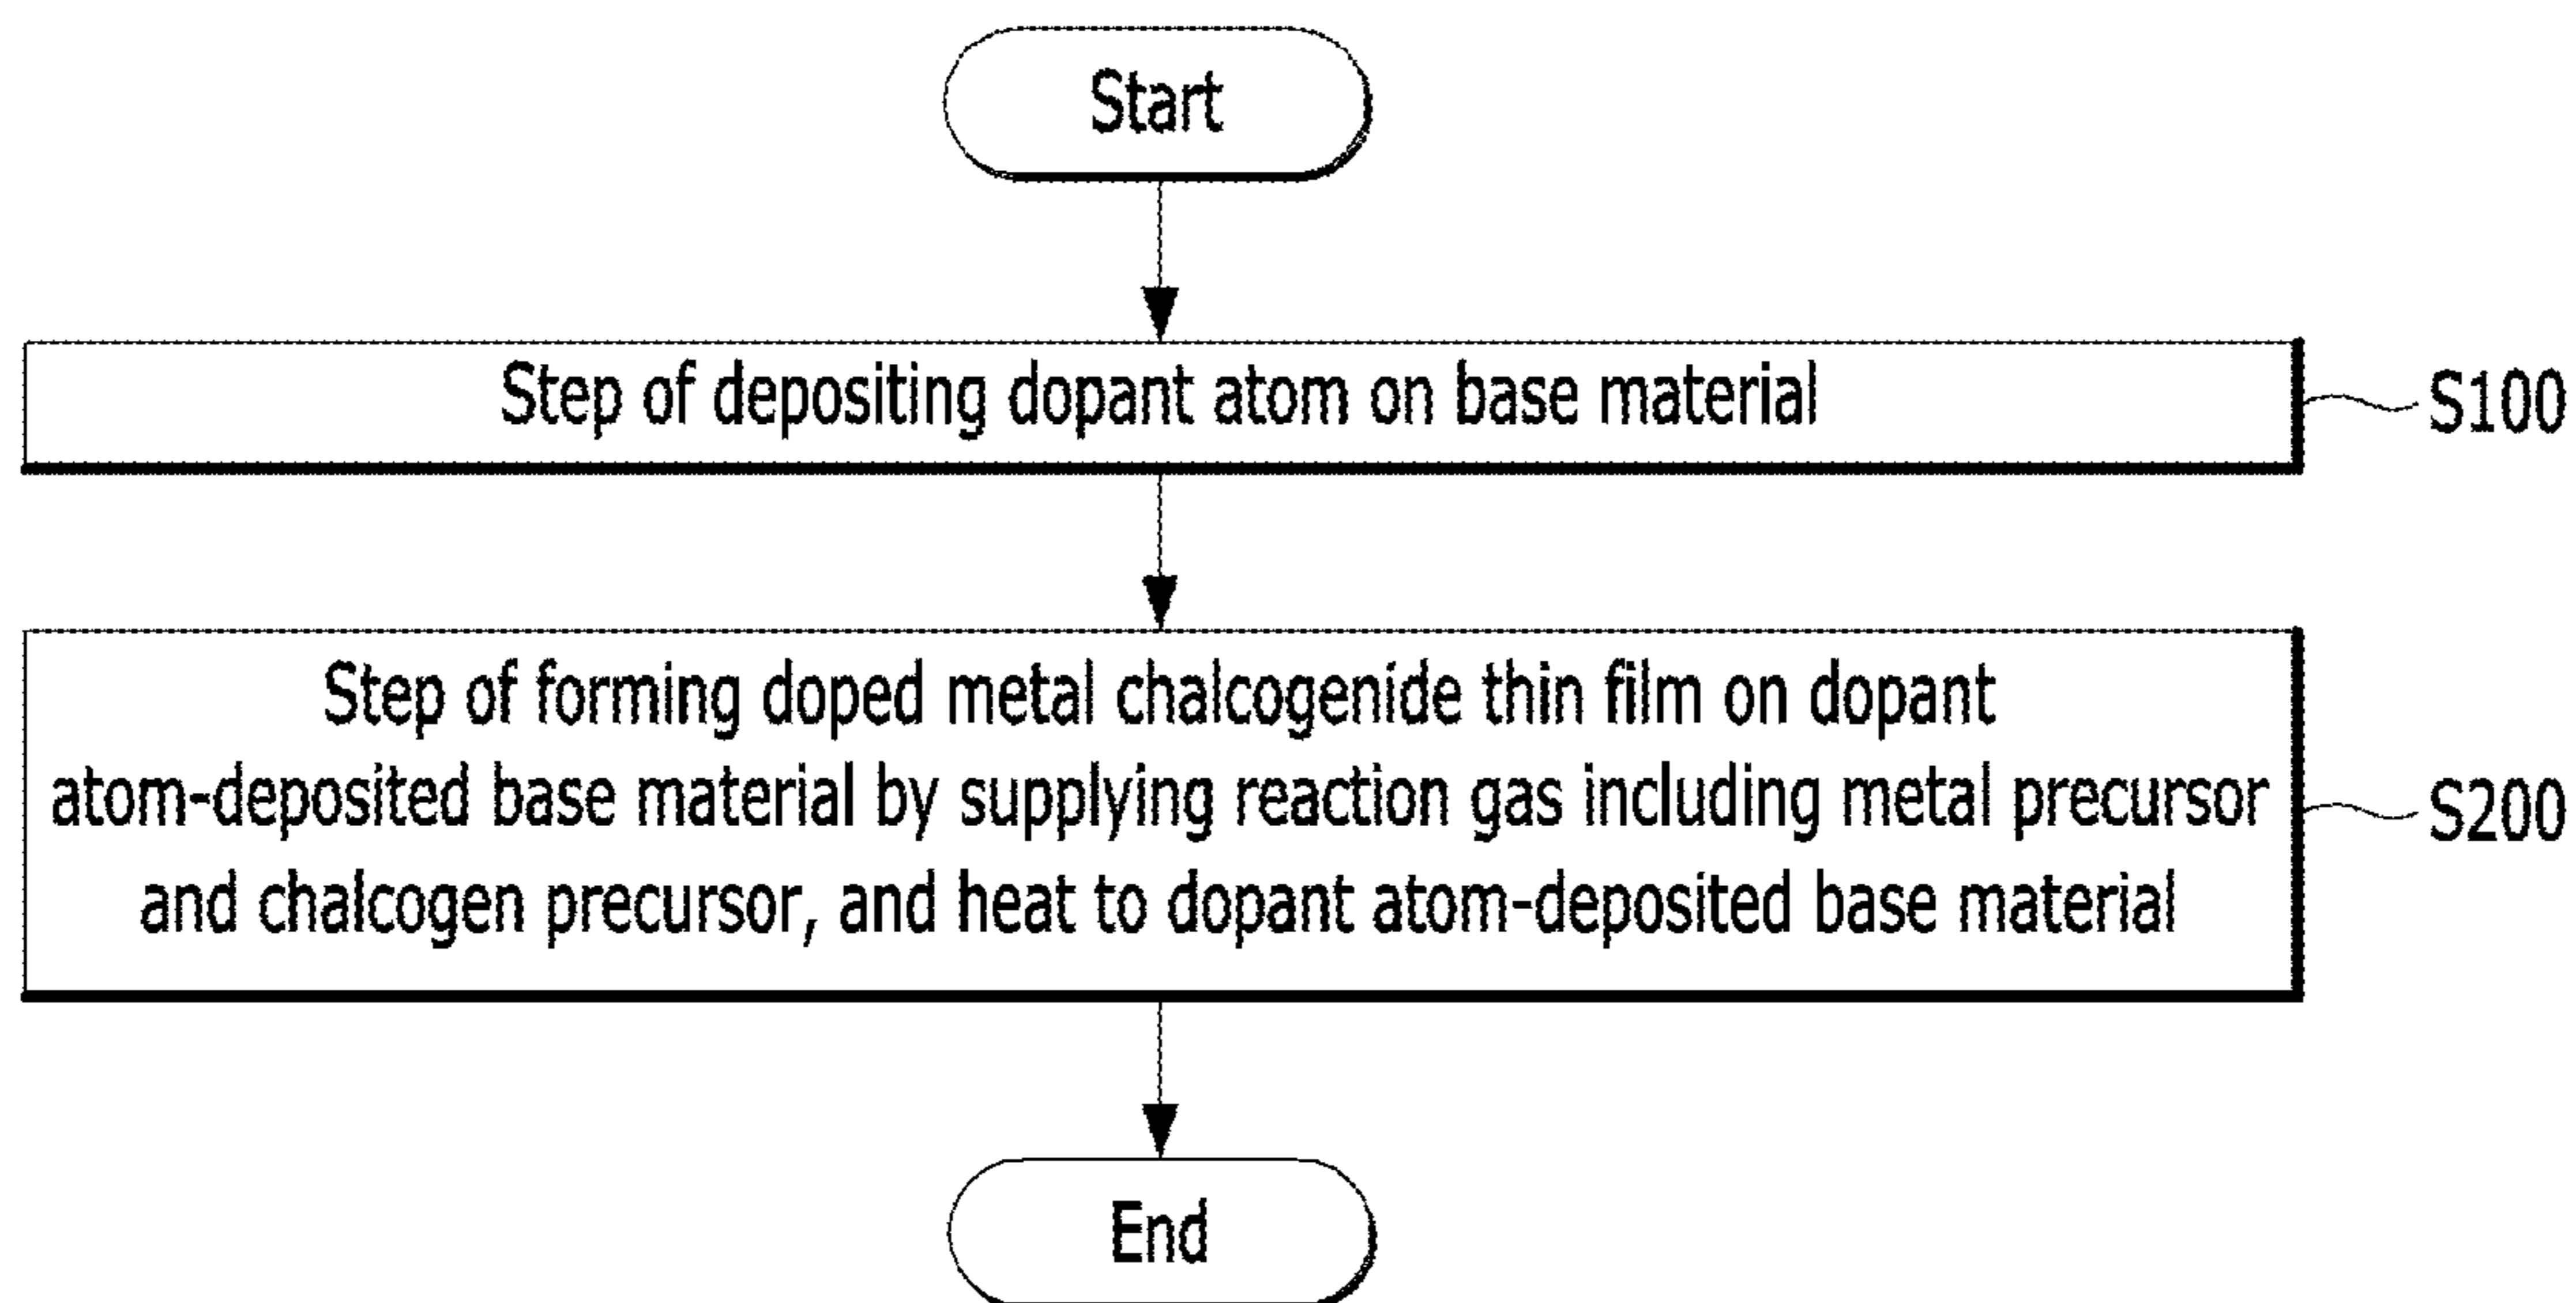 Start
Step of depositing dopant atom on base material
S100
Step of forming doped metal chalcogenide thin film on dopant
atom-deposited base material by supplying reaction gas including metal precursor
and chalcogen precursor, and heat to dopant atom-deposited base material
S200
End